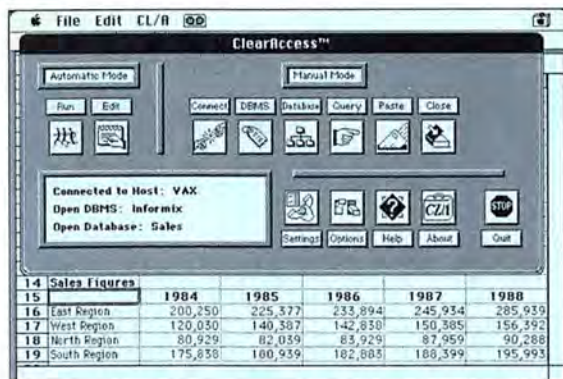 File Edit CL/A
ClearAccess™
Automatic Mode
Manual Mode
Run Edit
Connect DBMS Database Query Paste Close
Connected to Host: VAX
Open DBMS: Informix
Open Database: Sales
CL/1
STOP
Settings Options Help About Quit
14 Sales Figures
15 1984 1985 1986 1987 1988
16 East Region 200,250 225,377 233,894 245,934 285,939
17 West Region 120,030 140,387 142,838 150,385 156,392
18 North Region 80,929 82,039 83,929 87,959 90,288
19 South Region 175,838 180,939 182,883 188,399 195,993